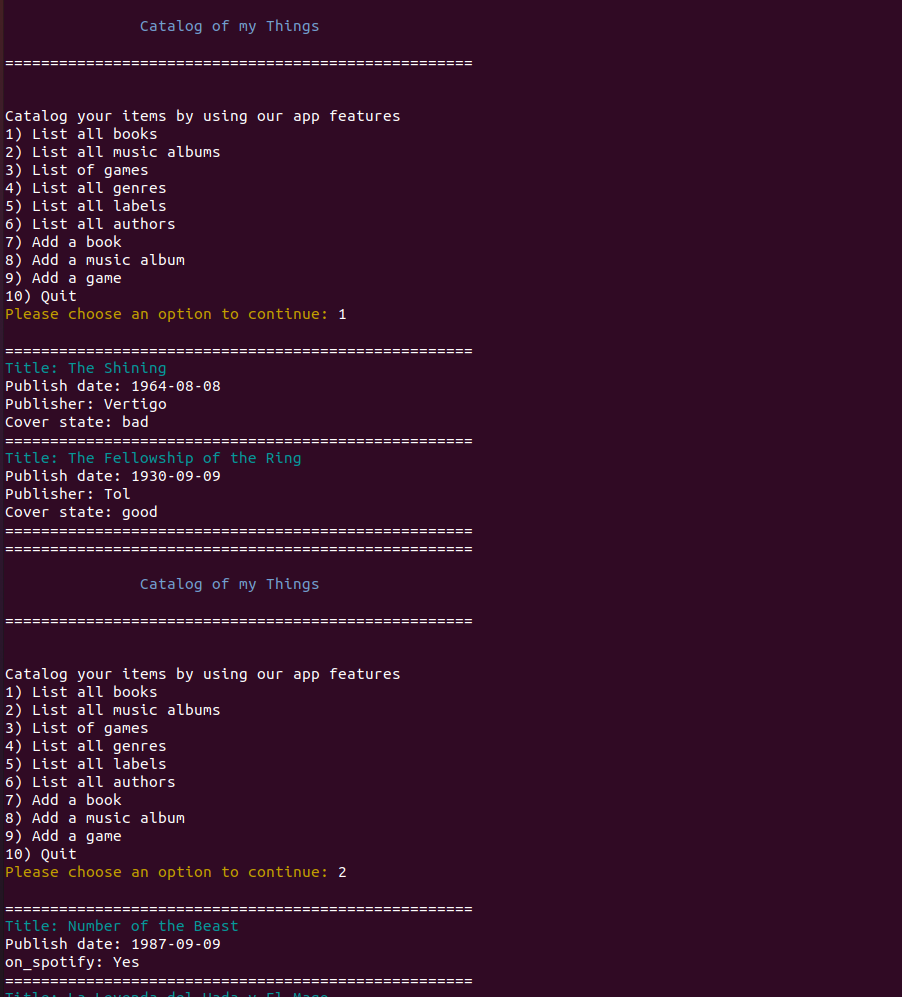 Catalog of my Things
====================================================
Catalog your items by using our app features
1) List all books
2) List all music albums
3) List of games
4) List all genres
5) List all labels
6) List all authors
7) Add a book
8) Add a music album
9) Add a game
10) Quit
Please choose an option to continue: 1
====================================================
Title: The Shining
Publish date: 1964-08-08
Publisher: Vertigo
Cover state: bad
====================================================
Title: The Fellowship of the Ring
Publish date: 1930-09-09
Publisher: Tol
Cover state: good
====================================================
====================================================
Catalog of my Things
====================================================
Catalog your items by using our app features
1) List all books
2) List all music albums
3) List of games
4) List all genres
5) List all labels
6) List all authors
7) Add a book
8) Add a music album
9) Add a game
10) Quit
Please choose an option to continue: 2
====================================================
Title: Number of the Beast
Publish date: 1987-09-09
on_spotify: Yes
====================================================
Title: La Leyenda del Hada y El Mago